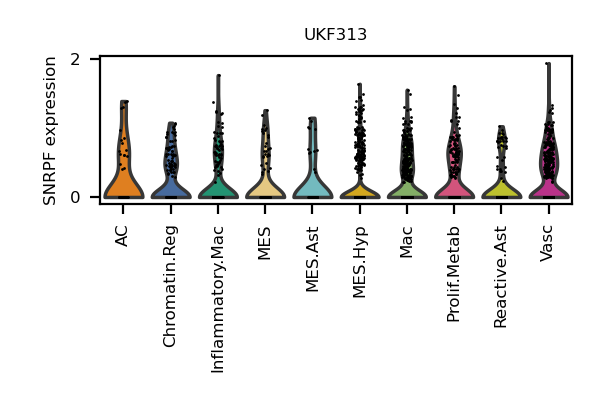 UKF313
SNRPF expression
2
0
AC
Chromatin.Reg
Inflammatory.Mac
MES
MES.Ast
MES.Hyp
Mac
Prolif.Metab
Reactive.Ast
Vasc